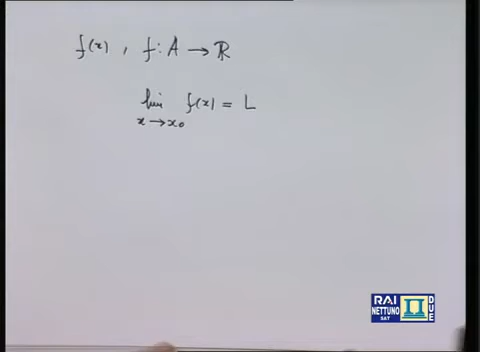 f(x), f: A → ℝ
lim f(x) = L
x → x₀
RAI
NETTUNO
SAT
DUE